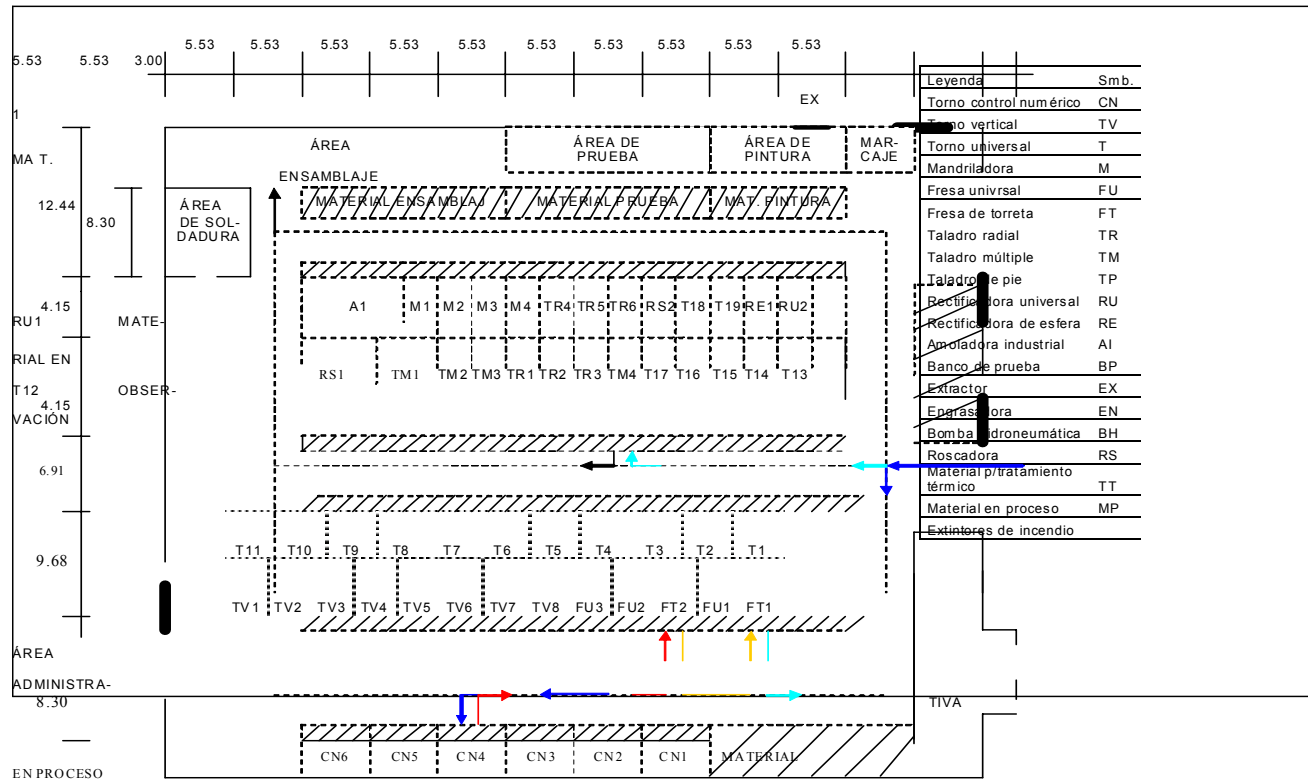 5.53 5.53 5.53 5.53 5.53 5.53 5.53 5.53 5.53 5.53
5.53 5.53 3.00
Leyenda Smb.
EX
Torno control numérico CN
1
Torno vertical TV
ÁREA
ÁREA DE
PRUEBA
ÁREA DE
PINTURA
MAR-
CAJE
Torno universal T
MA T.
Mandriladora M
ENSAMBLAJE
Fresa univrsal FU
MATERIAL ENSAMBLAJ MATERIAL PRUEBA MAT. PINTURA
12.44
8.30
ÁREA
DE SOL-
DADURA
Fresa de torreta FT
Taladro radial TR
Taladro múltiple TM
Taladro de pie TP
4.15
A1 M1 M2 M3 M4 TR4 TR5 TR6 RS2 T18 T19 RE1 RU2
Rectificadora universal RU
RU1 MATE-
Rectificadora de esfera RE
Amoladora industrial AI
RIAL EN
RS1 TM1 TM2 TM3 TR1 TR2 TR3 TM4 T17 T16 T15 T14 T13
Banco de prueba BP
T12 OBSER-
Extractor EX
4.15
VACIÓN
Engrasadora EN
Bomba hidroneumática BH
Roscadora RS
6.91
Material p/tratamiento
térmico TT
Material en proceso MP
Extintores de incendio
T11 T10 T9 T8 T7 T6 T5 T4 T3 T2 T1
9.68
TV1 TV2 TV3 TV4 TV5 TV6 TV7 TV8 FU3 FU2 FT2 FU1 FT1
ÁREA
ADMINISTRA-
8.30
TIVA
CN6 CN5 CN4 CN3 CN2 CN1 MATERIAL
EN PROCESO